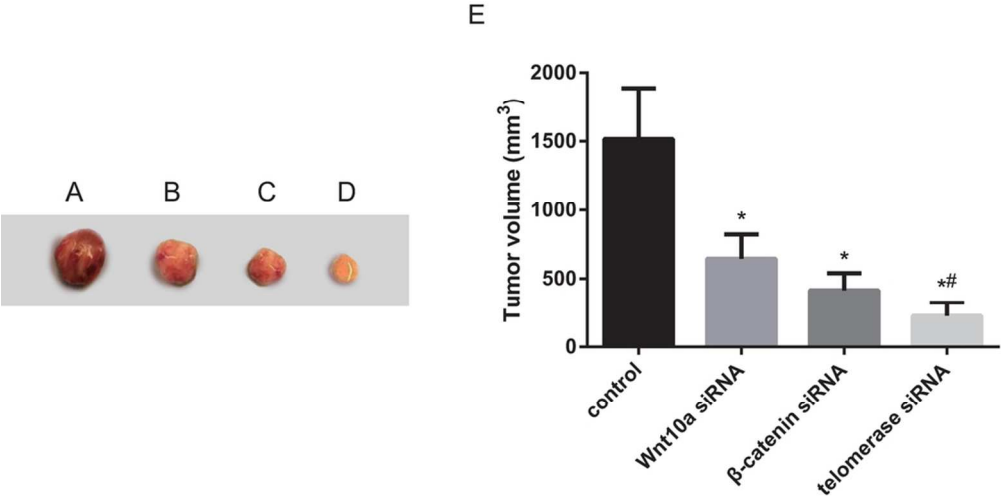 E
A B C D
Tumor volume (mm³)
2000
1500
1000
500
0
*
*
*#
control
Wnt10a siRNA
β-catenin siRNA
telomerase siRNA